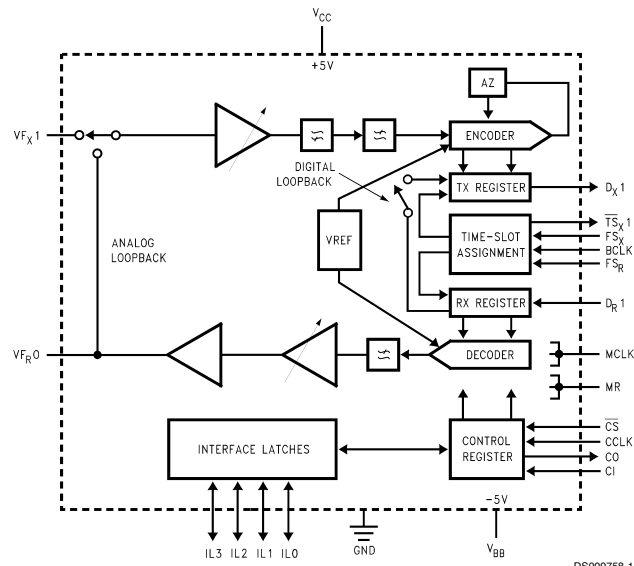 VCC
+5V
AZ
VFX1
ENCODER
DIGITAL
LOOPBACK
TX REGISTER
DX1
TSX1
VREF
TIME-SLOT
ASSIGNMENT
FSX
BCLK
FSR
ANALOG
LOOPBACK
RX REGISTER
DR1
VFR0
DECODER
MCLK
MR
INTERFACE LATCHES
CONTROL
REGISTER
CS
CCLK
CO
CI
-5V
IL3 IL2 IL1 IL0
GND
VBB
DS009758-1